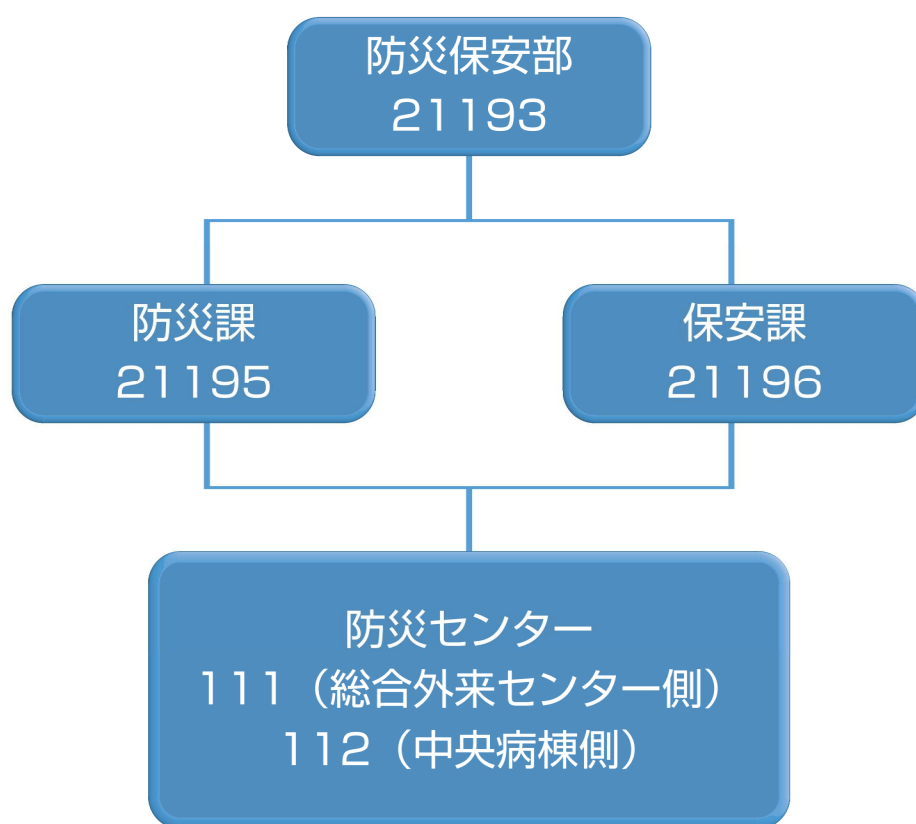 防災保安部
21193
防災課
21195
保安課
21196
防災センター
111（総合外来センター側）
112（中央病棟側）